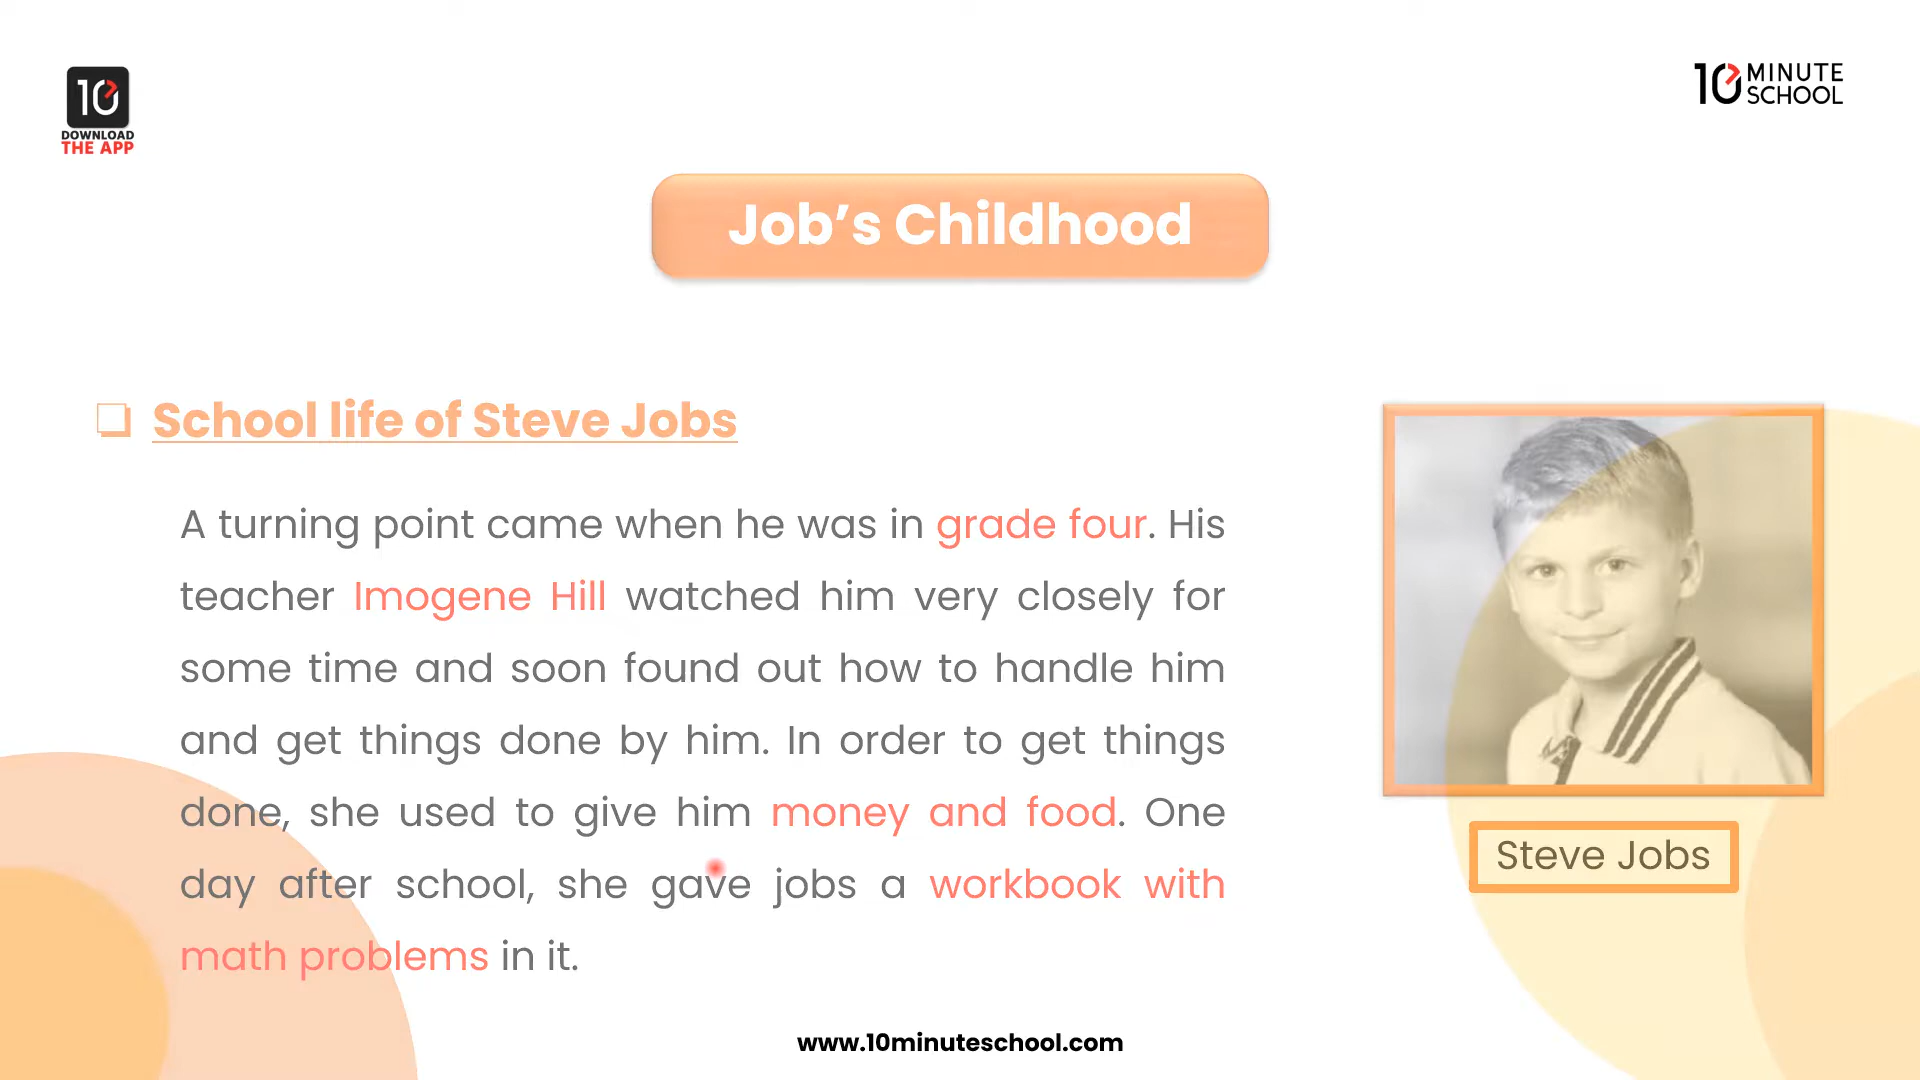 10
DOWNLOAD
THE APP
10 MINUTE
SCHOOL
Job’s Childhood
School life of Steve Jobs
A turning point came when he was in grade four. His
teacher Imogene Hill watched him very closely for
some time and soon found out how to handle him
and get things done by him. In order to get things
done, she used to give him money and food. One
day after school, she gave jobs a workbook with
math problems in it.
Steve Jobs
www.10minuteschool.com